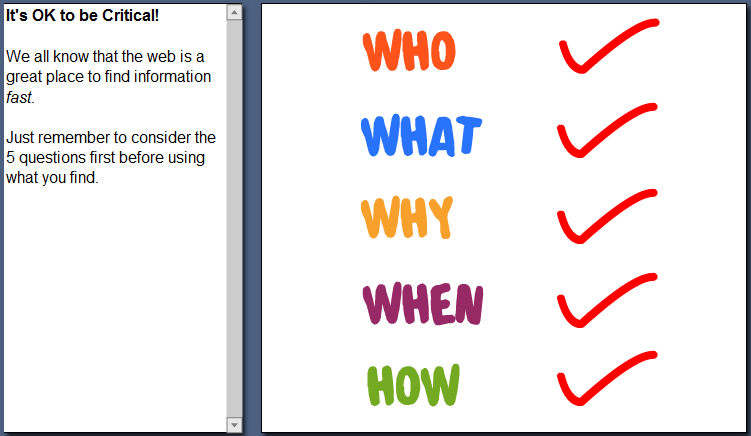 It's OK to be Critical!
We all know that the web is a
great place to find information
fast.
Just remember to consider the
5 questions first before using
what you find.
WHO
WHAT
WHY
WHEN
HOW